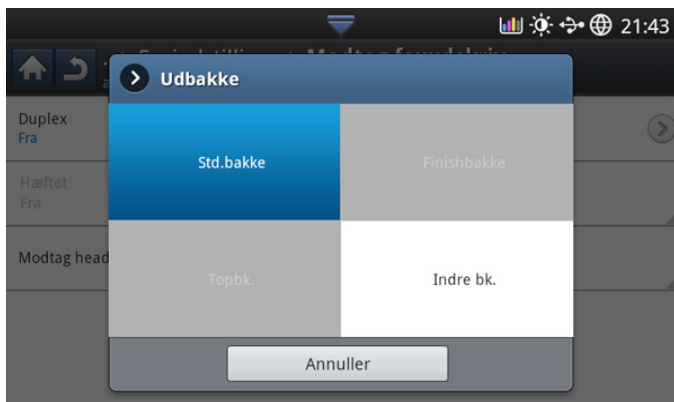 21:43
Udbakke
Duplex
Fra
Std.bakke
Finishbakke
Hæftet
Fra
Modtag head
Topbk.
Indre bk.
Annuller